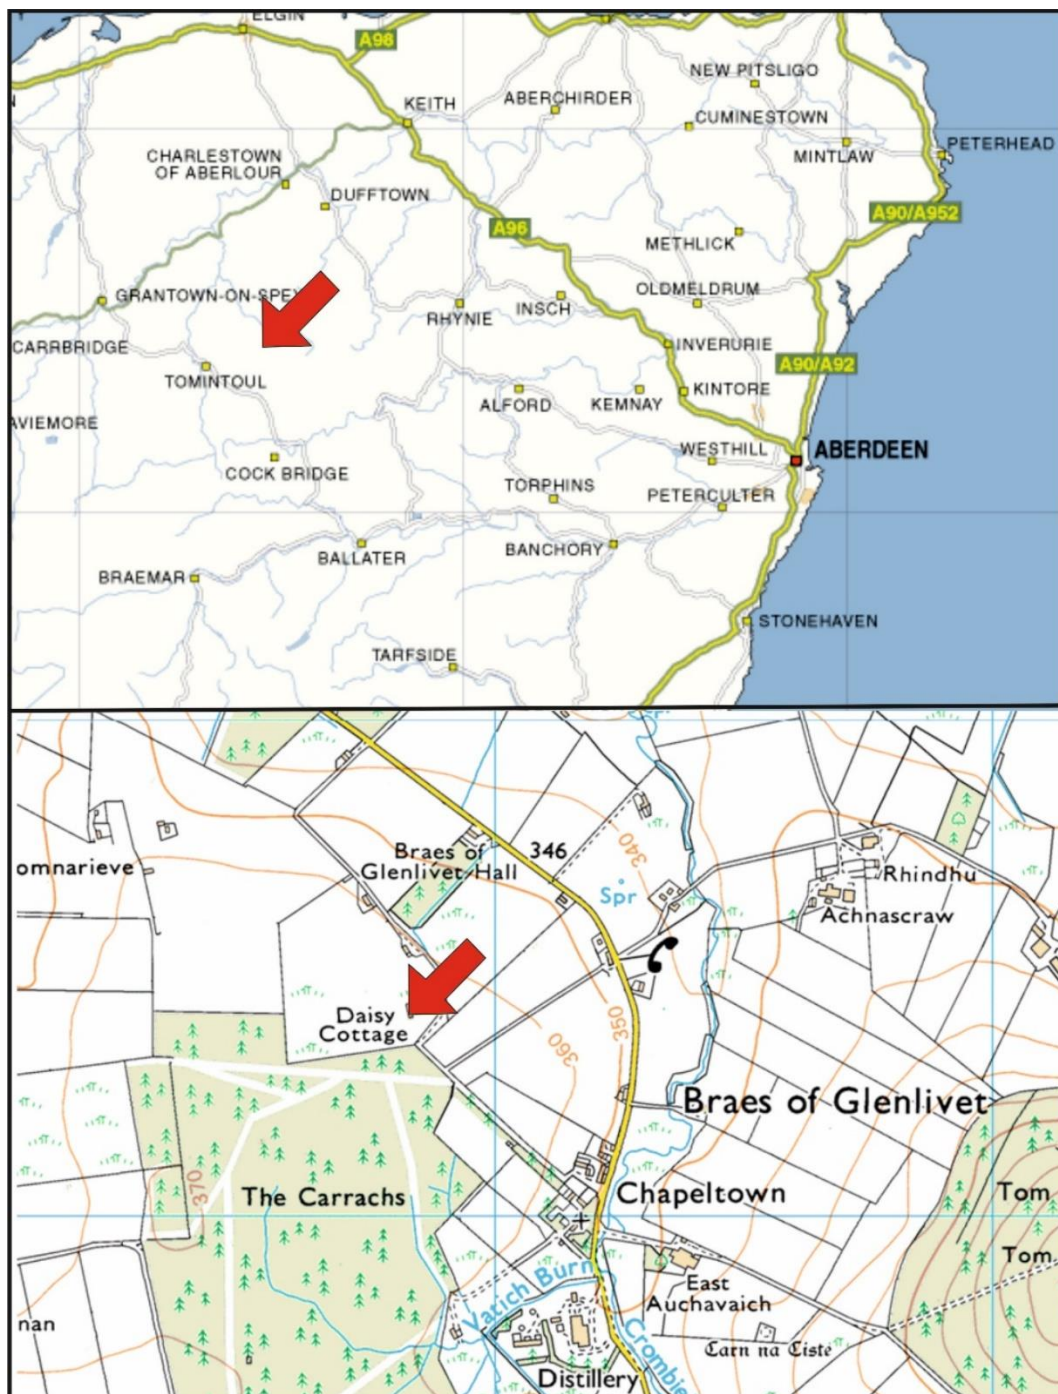 ELGIN
A98
NEW PITSLIGO
KEITH
ABERCHIRDER
CUMINESTOWN
PETERHEAD
MINTLAW
CHARLESTOWN
OF ABERLOUR
DUFFTOWN
A90/A952
A96
METHLICK
OLDMELDRUM
GRANTOWN-ON-SPEY
INSCH
RHYNIE
CARRBRIDGE
INVERURIE
A90/A92
TOMINTOUL
KINTORE
ALFORD
KEMNAY
AVIEMORE
WESTHILL
ABERDEEN
COCK BRIDGE
TORPHINS
PETERCULTER
BALLATER
BANCHORY
BRAEMAR
STONEHAVEN
TARFSIDE
Braes of
Glenlivet Hall
346
340
omnarieve
Spr
Rhindhu
Achnascraw
Daisy
Cottage
350
360
Braes of Glenlivet
370
The Carrachs
Chapeltown
Tom
Tom
Vatich Burn
East
Auchavaich
nan
Crombie
Carn na Ciste
Distillery